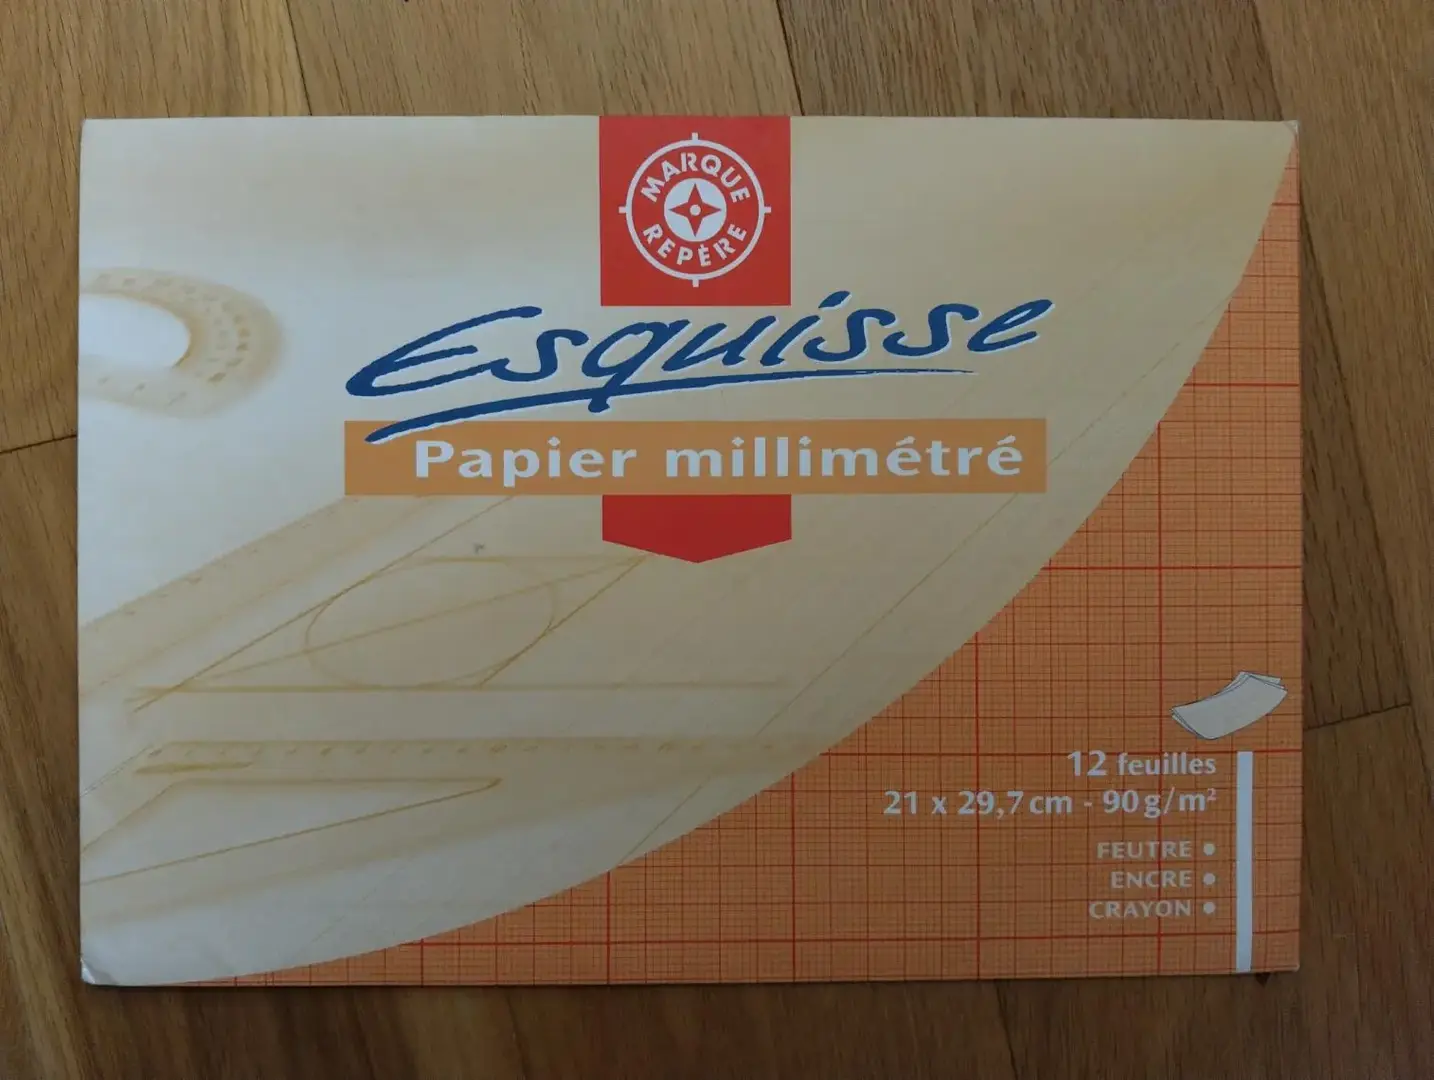 MARQUE
REPÈRE
Esquisse
Papier millimétré
12 feuilles
21 x 29,7 cm - 90 g/m²
FEUTRE •
ENCRE •
CRAYON •